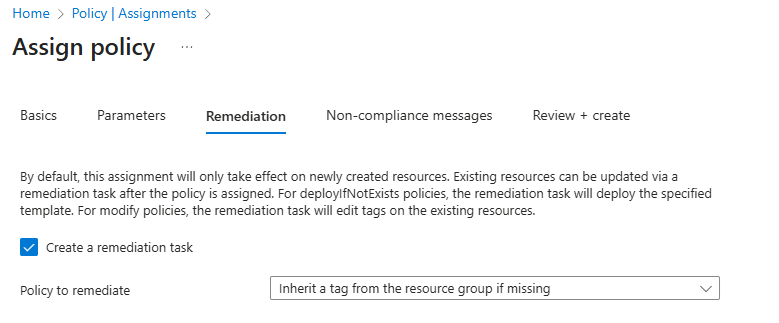 Home > Policy | Assignments >
Assign policy ...
Basics Parameters Remediation Non-compliance messages Review + create
By default, this assignment will only take effect on newly created resources. Existing resources can be updated via a
remediation task after the policy is assigned. For deployIfNotExists policies, the remediation task will deploy the specified
template. For modify policies, the remediation task will edit tags on the existing resources.
Create a remediation task
Policy to remediate Inherit a tag from the resource group if missing